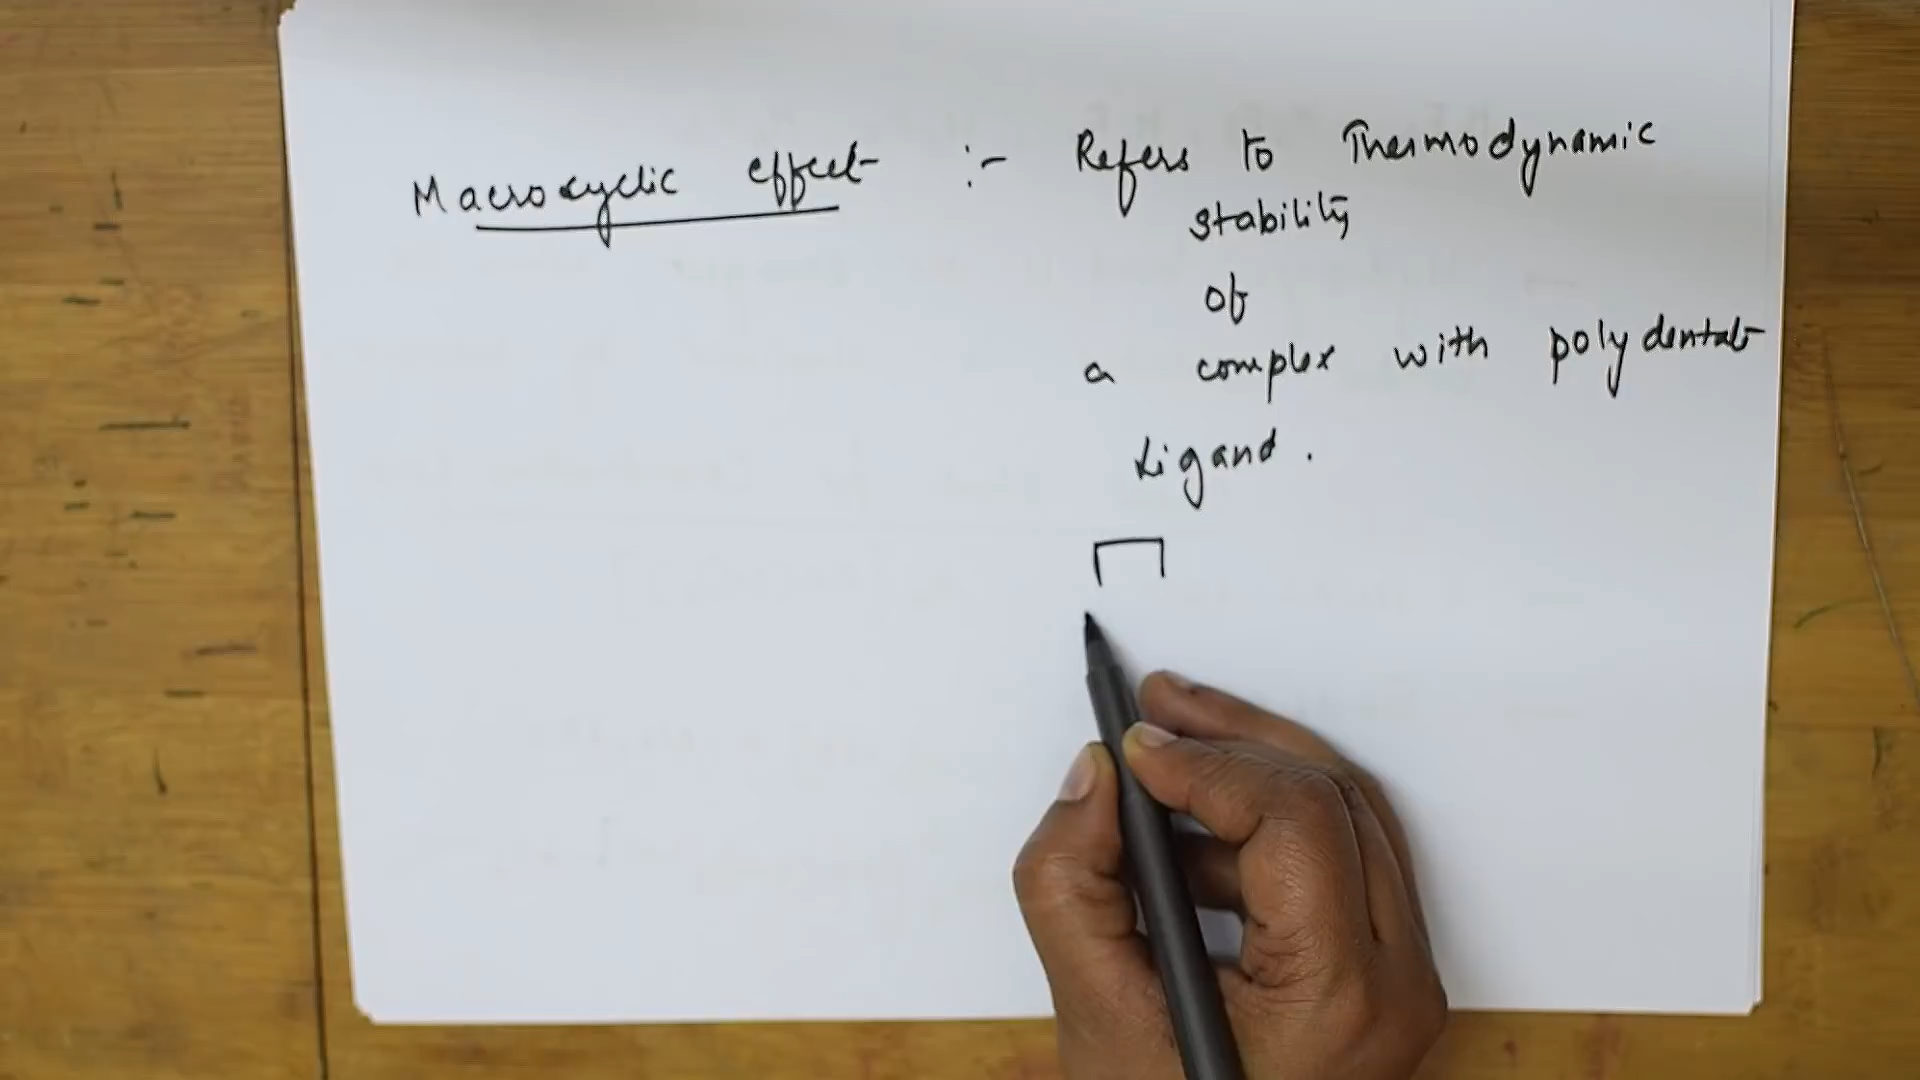 Macrocyclic effect :- Refers to Thermodynamic
stability
of
a complex with polydentate
Ligand.